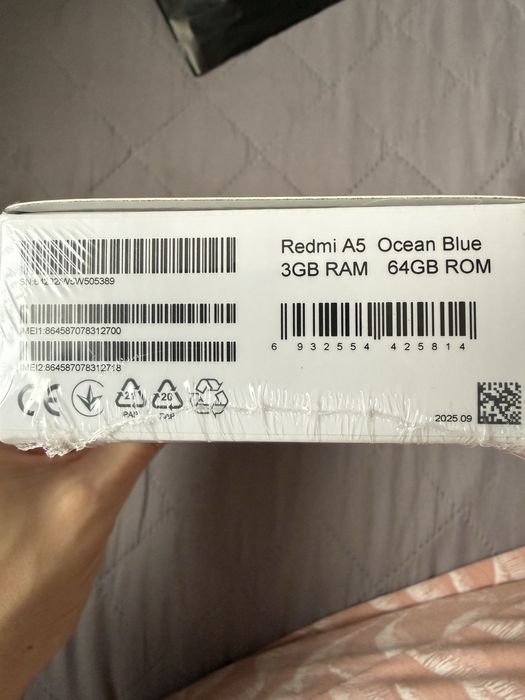 Redmi A5 Ocean Blue
3GB RAM 64GB ROM
IMEI1:864587078312700
IMEI2:864587078312718
6 932554 425814
CE
21
PAP
20
PAP
2025.09